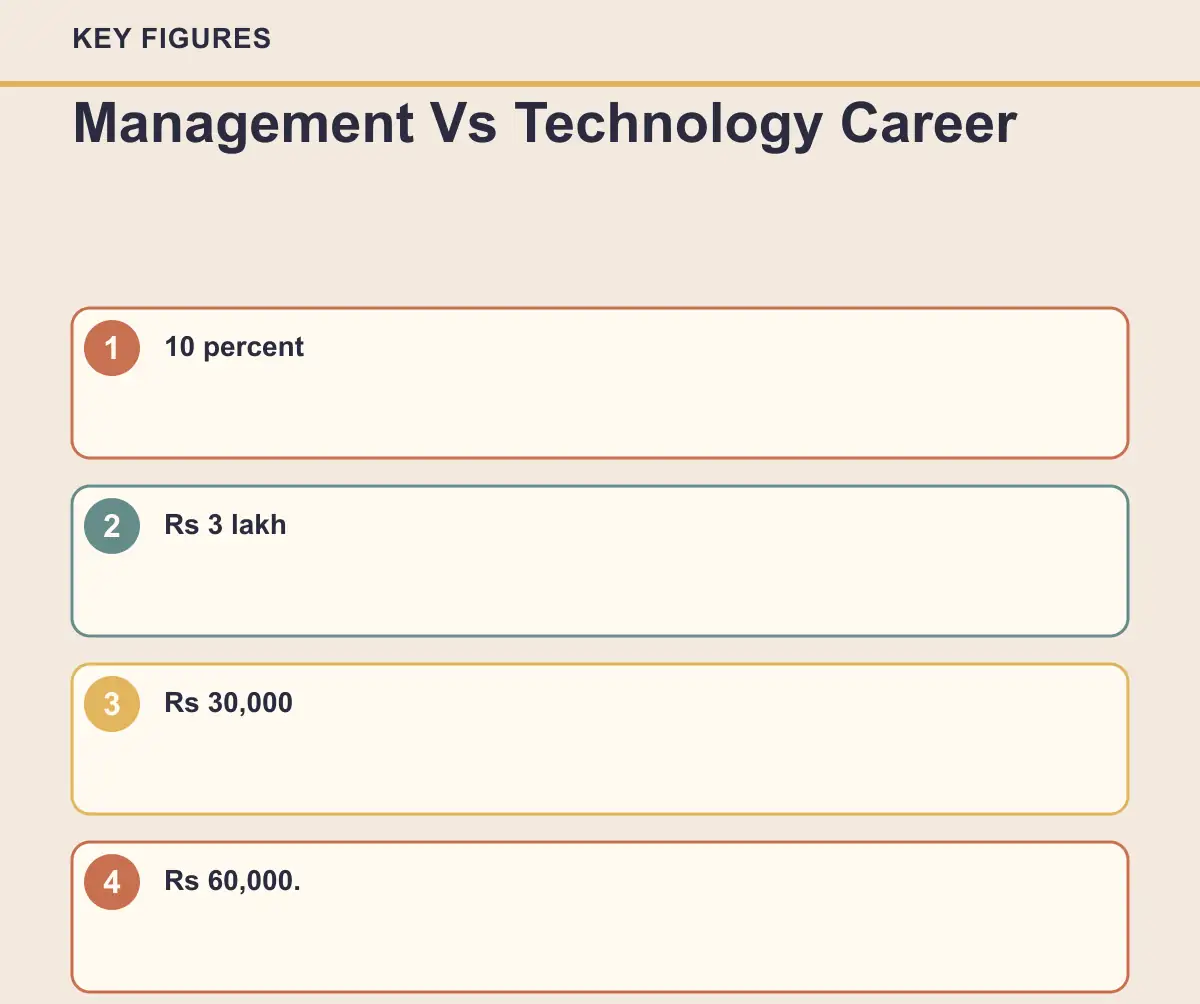 KEY FIGURES
Management Vs Technology Career
1 10 percent
2 Rs 3 lakh
3 Rs 30,000
4 Rs 60,000.